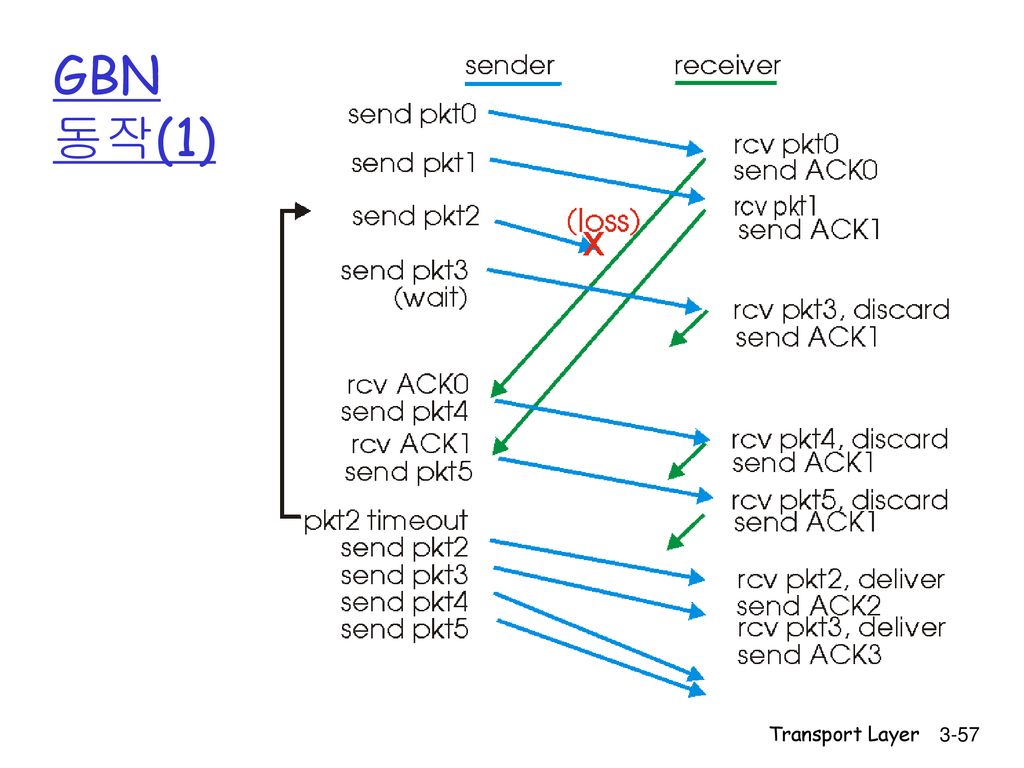 GBN
동작(1)
sender
receiver
send pkt0
send pkt1
send pkt2
(loss)
X
send pkt3
(wait)
rcv ACK0
send pkt4
rcv ACK1
send pkt5
pkt2 timeout
send pkt2
send pkt3
send pkt4
send pkt5
rcv pkt0
send ACK0
rcv pkt1
send ACK1
rcv pkt3, discard
send ACK1
rcv pkt4, discard
send ACK1
rcv pkt5, discard
send ACK1
rcv pkt2, deliver
send ACK2
rcv pkt3, deliver
send ACK3
Transport Layer 3-57